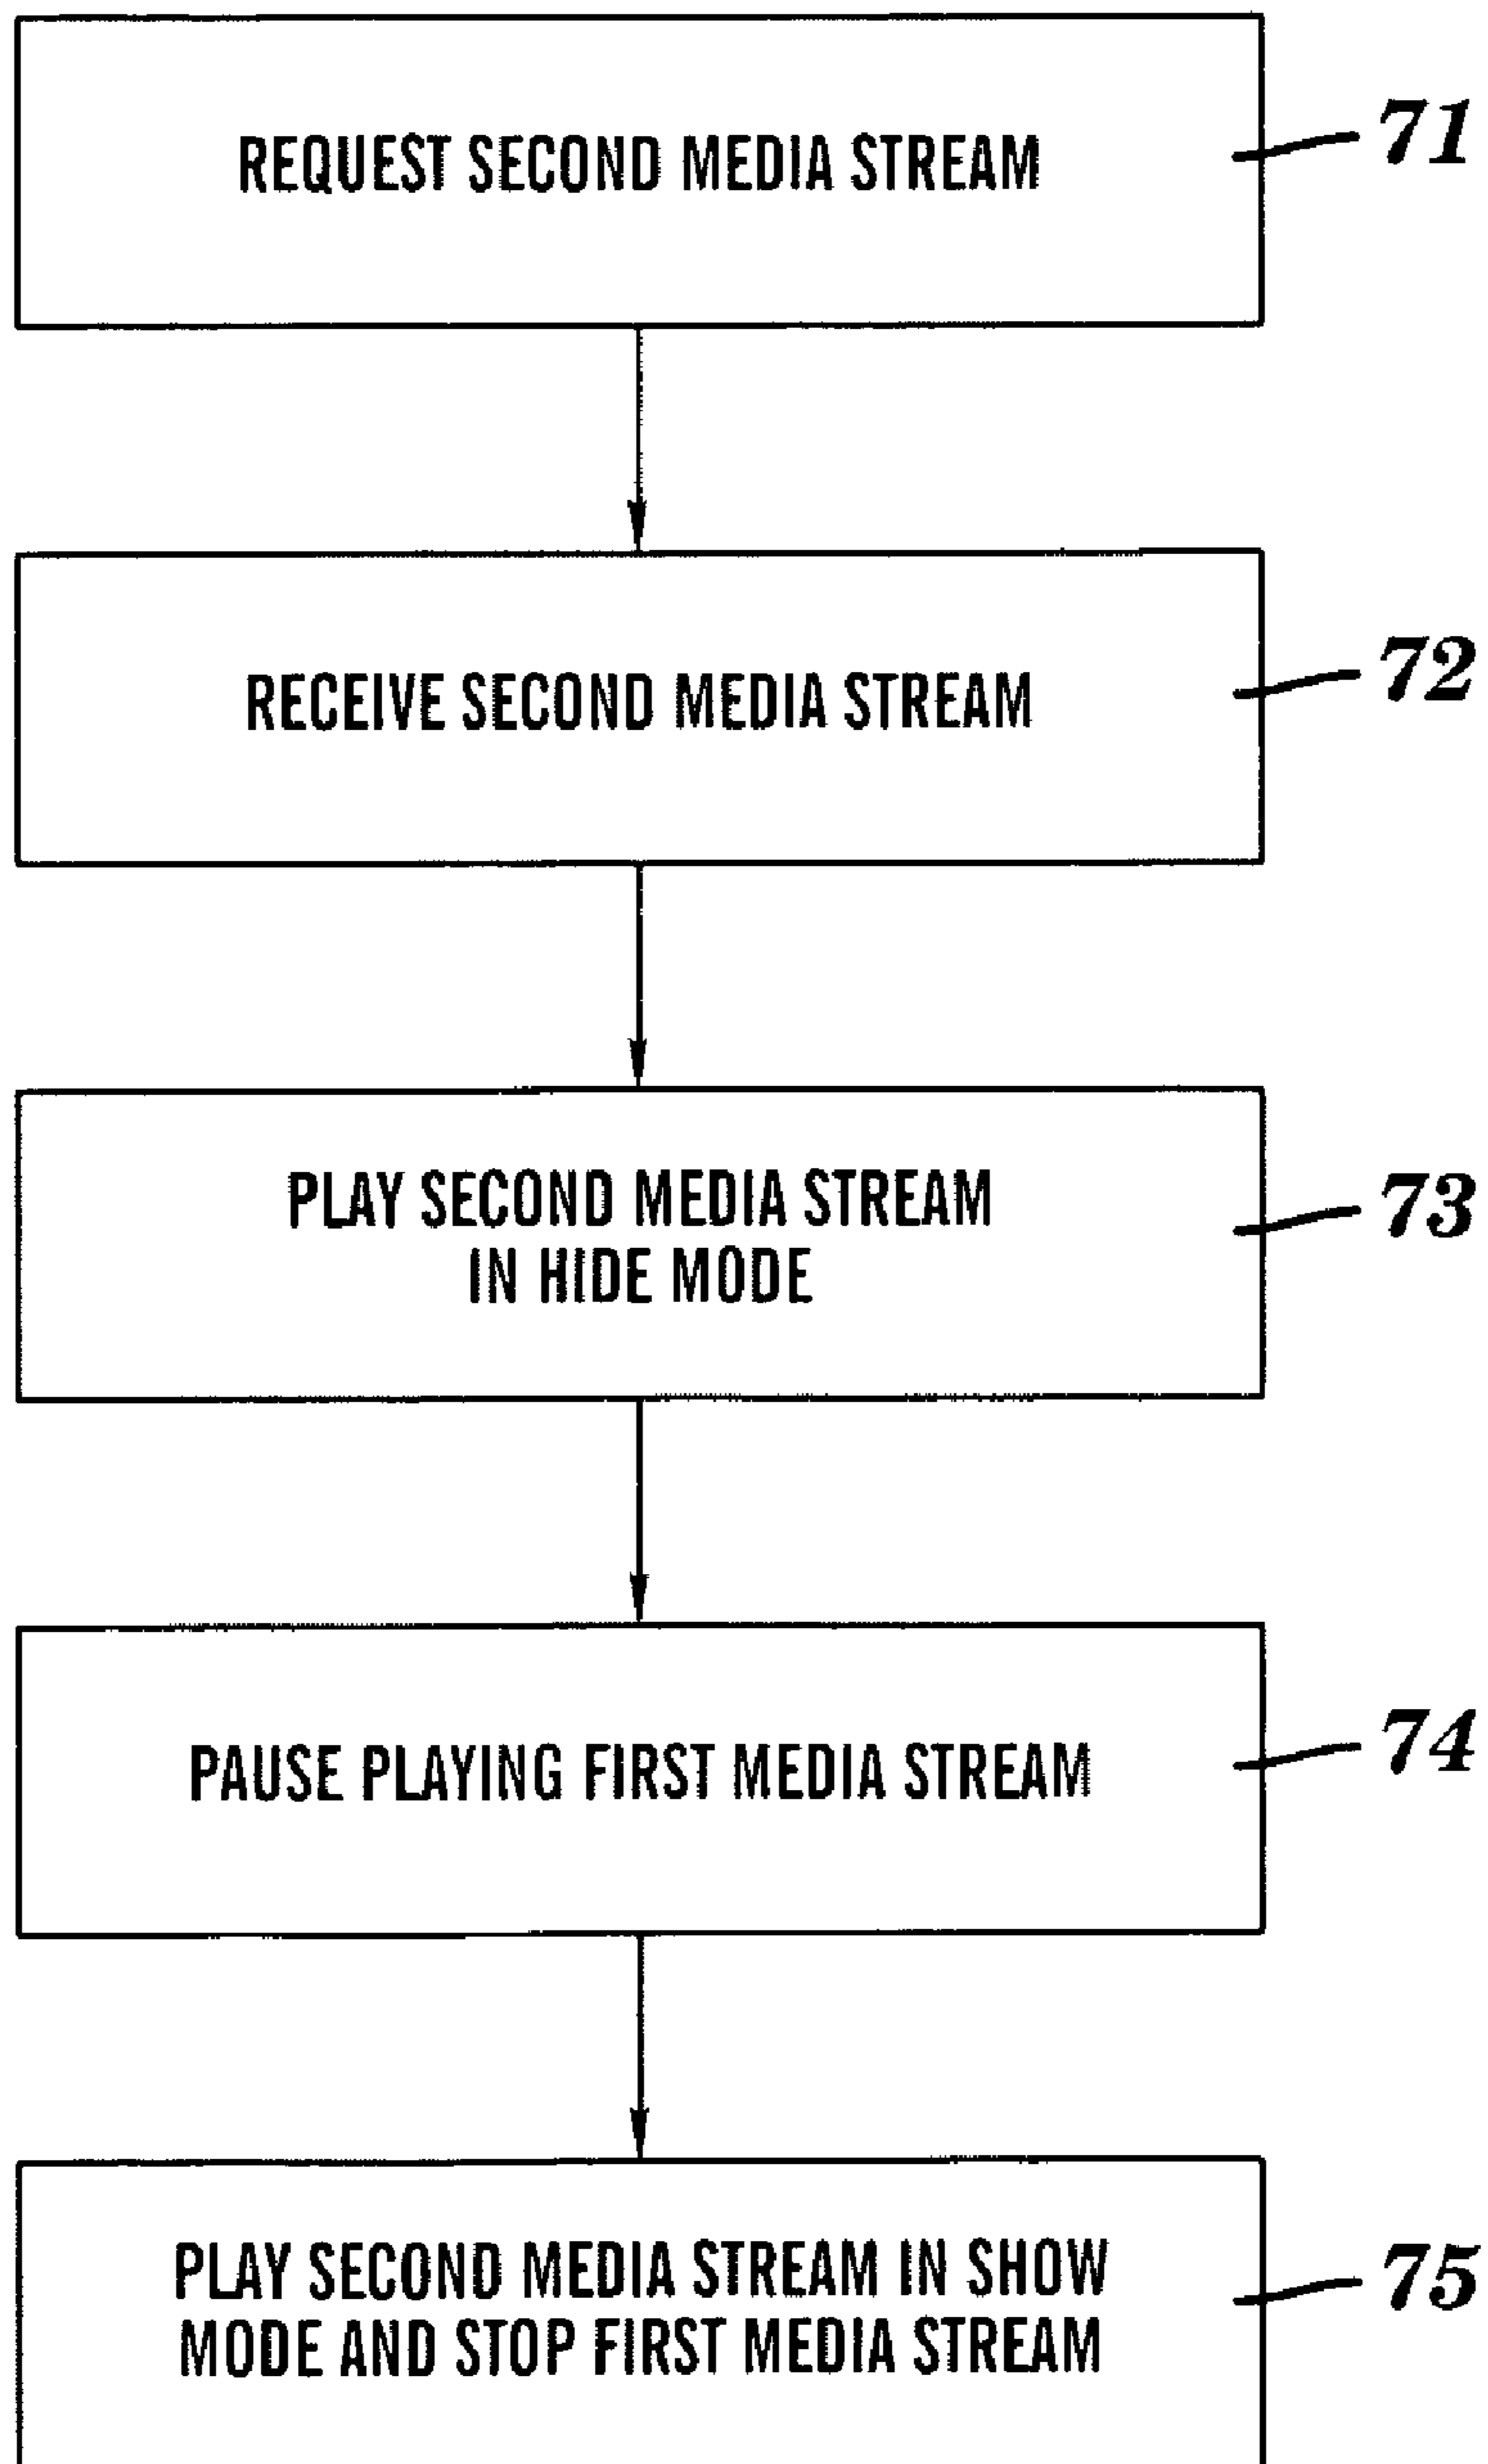 REQUEST SECOND MEDIA STREAM
71
RECEIVE SECOND MEDIA STREAM
72
PLAY SECOND MEDIA STREAM
IN HIDE MODE
73
PAUSE PLAYING FIRST MEDIA STREAM
74
PLAY SECOND MEDIA STREAM IN SHOW
MODE AND STOP FIRST MEDIA STREAM
75